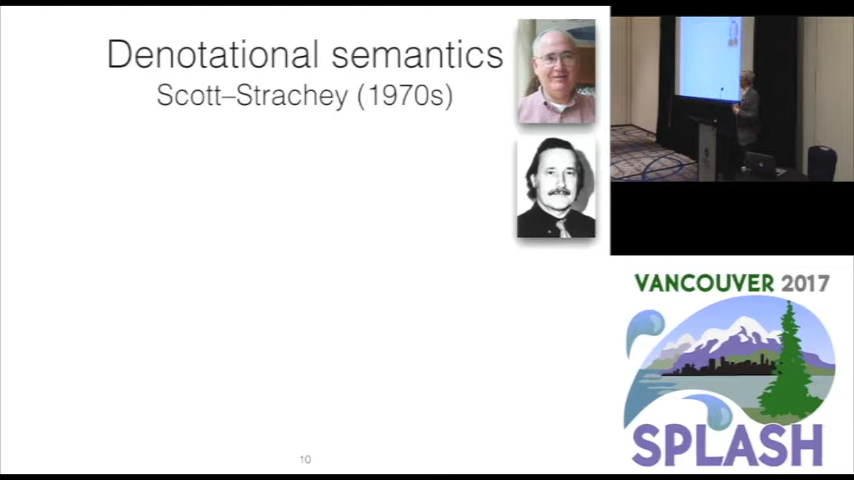 Denotational semantics
Scott–Strachey (1970s)
10
VANCOUVER 2017
SPLASH